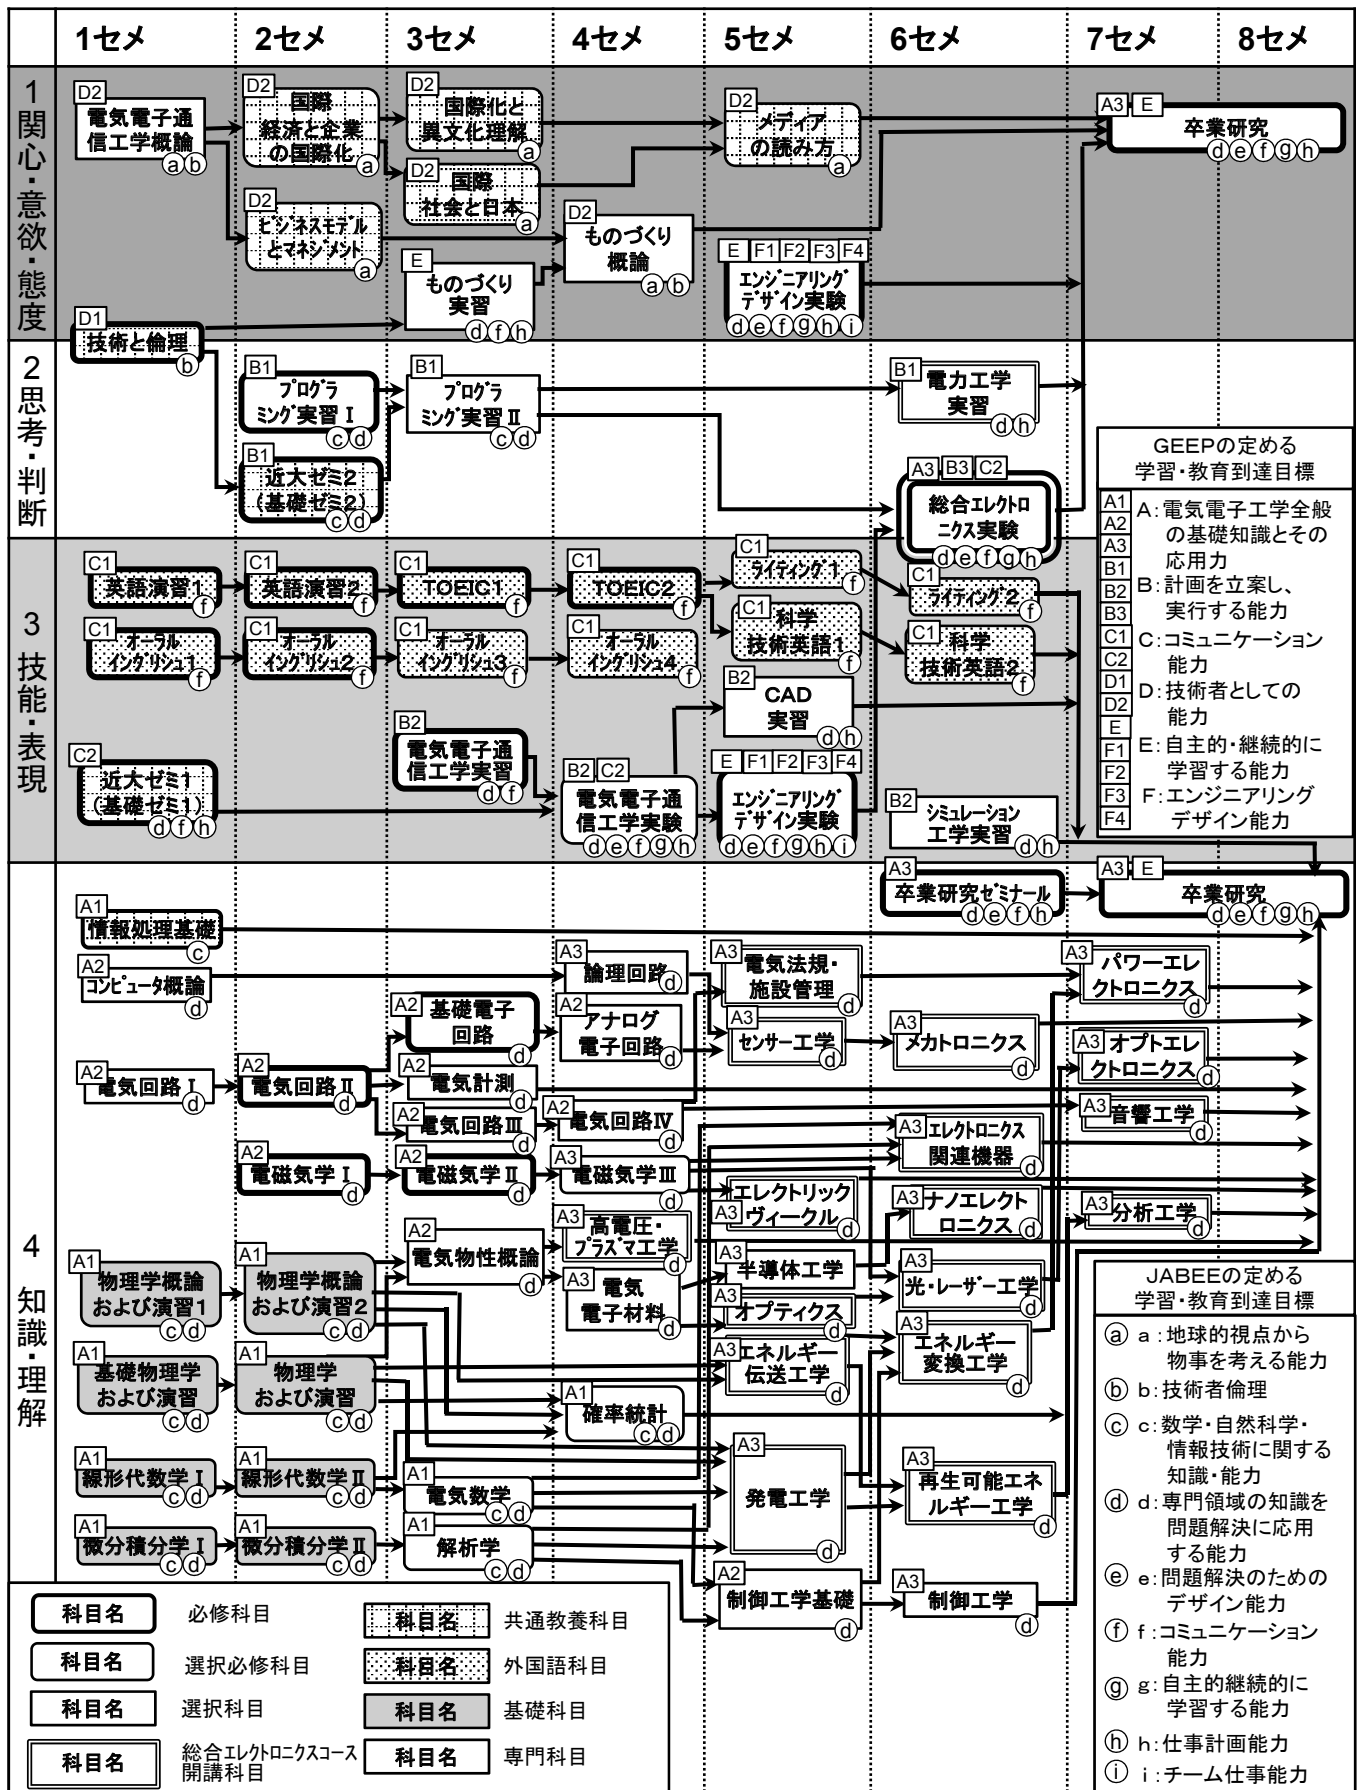 1セメ 2セメ 3セメ 4セメ 5セメ 6セメ 7セメ 8セメ
1 関心・意欲・態度
D2
電気電子通
信工学概論
a b
D2
国際
経済と企業
の国際化
a
D2
国際化と
異文化理解
a
D2
国際
社会と日本
a
D2
メディア
の読み方
a
A3 E
卒業研究
d e f g h
D2
ビジネスモデル
とマネジメント
a
D2
ものづくり
概論
a b
E
ものづくり
実習
d f h
E F1 F2 F3 F4
エンジニアリング
デザイン実験
d e f g h i
D1
技術と倫理
b
2 思考・判断
B1
プログラ
ミング実習Ⅰ
c d
B1
プログラ
ミング実習Ⅱ
c d
B1
電力工学
実習
d h
B1
近大ゼミ2
(基礎ゼミ2)
c d
A3 B3 C2
総合エレクトロ
ニクス実験
d e f g h
GEEPの定める
学習・教育到達目標
A1
A2
A3
B1
B2
B3
C1
C2
D1
D2
E
F1
F2
F3
F4
A:電気電子工学全般
の基礎知識とその
応用力
B:計画を立案し、
実行する能力
C:コミュニケーション
能力
D:技術者としての
能力
E:自主的・継続的に
学習する能力
F:エンジニアリング
デザイン能力
3 技能・表現
C1
英語演習1
f
C1
英語演習2
f
C1
TOEIC1
f
C1
TOEIC2
f
C1
ライティング1
f
C1
ライティング2
f
C1
オーラル
イングリシュ1
f
C1
オーラル
イングリシュ2
f
C1
オーラル
イングリシュ3
f
C1
オーラル
イングリシュ4
f
C1
科学
技術英語1
f
C1
科学
技術英語2
f
B2
CAD
実習
d h
C2
近大ゼミ1
(基礎ゼミ1)
d f h
B2
電気電子通
信工学実習
d f
B2 C2
電気電子通
信工学実験
d e f g h
E F1 F2 F3 F4
エンジニアリング
デザイン実験
d e f g h i
B2
シミュレーション
工学実習
d h
4 知識・理解
A3
卒業研究ゼミナール
d e f h
A3 E
卒業研究
d e f g h
A1
情報処理基礎
c
A2
コンピュータ概論
d
A3
論理回路
d
A3
電気法規・
施設管理
d
A3
パワーエレ
クトロニクス
d
A2
基礎電子
回路
d
A2
アナログ
電子回路
d
A3
センサー工学
d
A3
メカトロニクス
d
A3
オプトエレ
クトロニクス
d
A2
電気回路Ⅰ
d
A2
電気回路Ⅱ
d
A2
電気計測
d
A2
電気回路Ⅲ
d
A2
電気回路Ⅳ
d
A3
エレクトロニクス
関連機器
d
A3
音響工学
d
A2
電磁気学Ⅰ
d
A2
電磁気学Ⅱ
d
A3
電磁気学Ⅲ
d
A3
エレクトリック
ヴィークル
d
A3
ナノエレクト
ロニクス
d
A3
分析工学
d
A2
電気物性概論
d
A3
高電圧・
プラズマ工学
d
A3
電気
電子材料
d
A3
半導体工学
d
A3
オプティクス
d
A3
光・レーザー工学
d
A1
物理学概論
および演習1
c d
A1
物理学概論
および演習2
c d
A3
エネルギー
伝送工学
d
A3
エネルギー
変換工学
d
A1
基礎物理学
および演習
c d
A1
物理学
および演習
c d
A1
確率統計
c d
A1
線形代数学Ⅰ
c d
A1
線形代数学Ⅱ
c d
A1
電気数学
c d
A3
発電工学
d
A3
再生可能エネ
ルギー工学
d
A1
微分積分学Ⅰ
c d
A1
微分積分学Ⅱ
c d
A1
解析学
c d
A2
制御工学基礎
d
A3
制御工学
d
JABEEの定める
学習・教育到達目標
a a:地球的視点から
物事を考える能力
b b:技術者倫理
c c:数学・自然科学・
情報技術に関する
知識・能力
d d:専門領域の知識を
問題解決に応用
する能力
e e:問題解決のための
デザイン能力
f f:コミュニケーション
能力
g g:自主的継続的に
学習する能力
h h:仕事計画能力
i i:チーム仕事能力
科目名 必修科目
科目名 選択必修科目
科目名 選択科目
科目名 総合エレクトロニクスコース
開講科目
科目名 共通教養科目
科目名 外国語科目
科目名 基礎科目
科目名 専門科目